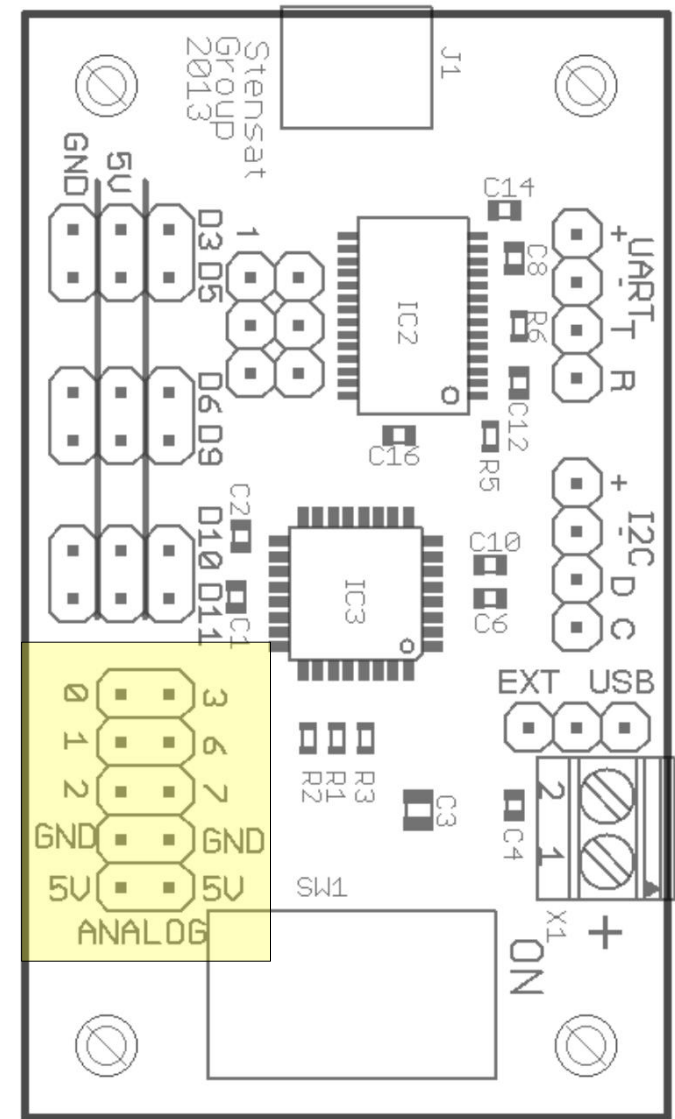 Stensat
Group
2013
J1
GND
5V
D3
D5
1
IC2
C14
C8
R6
C12
UART
+
-
T
R
D6
D9
C16
R5
D10
D11
C2
C1
IC3
C10
C6
I2C
+
-
D
C
EXT USB
0 3
1 6
2 7
GND GND
5V 5V
ANALOG
R2
R1
R3
C3
C4
2
1
X1
+
SW1
ON